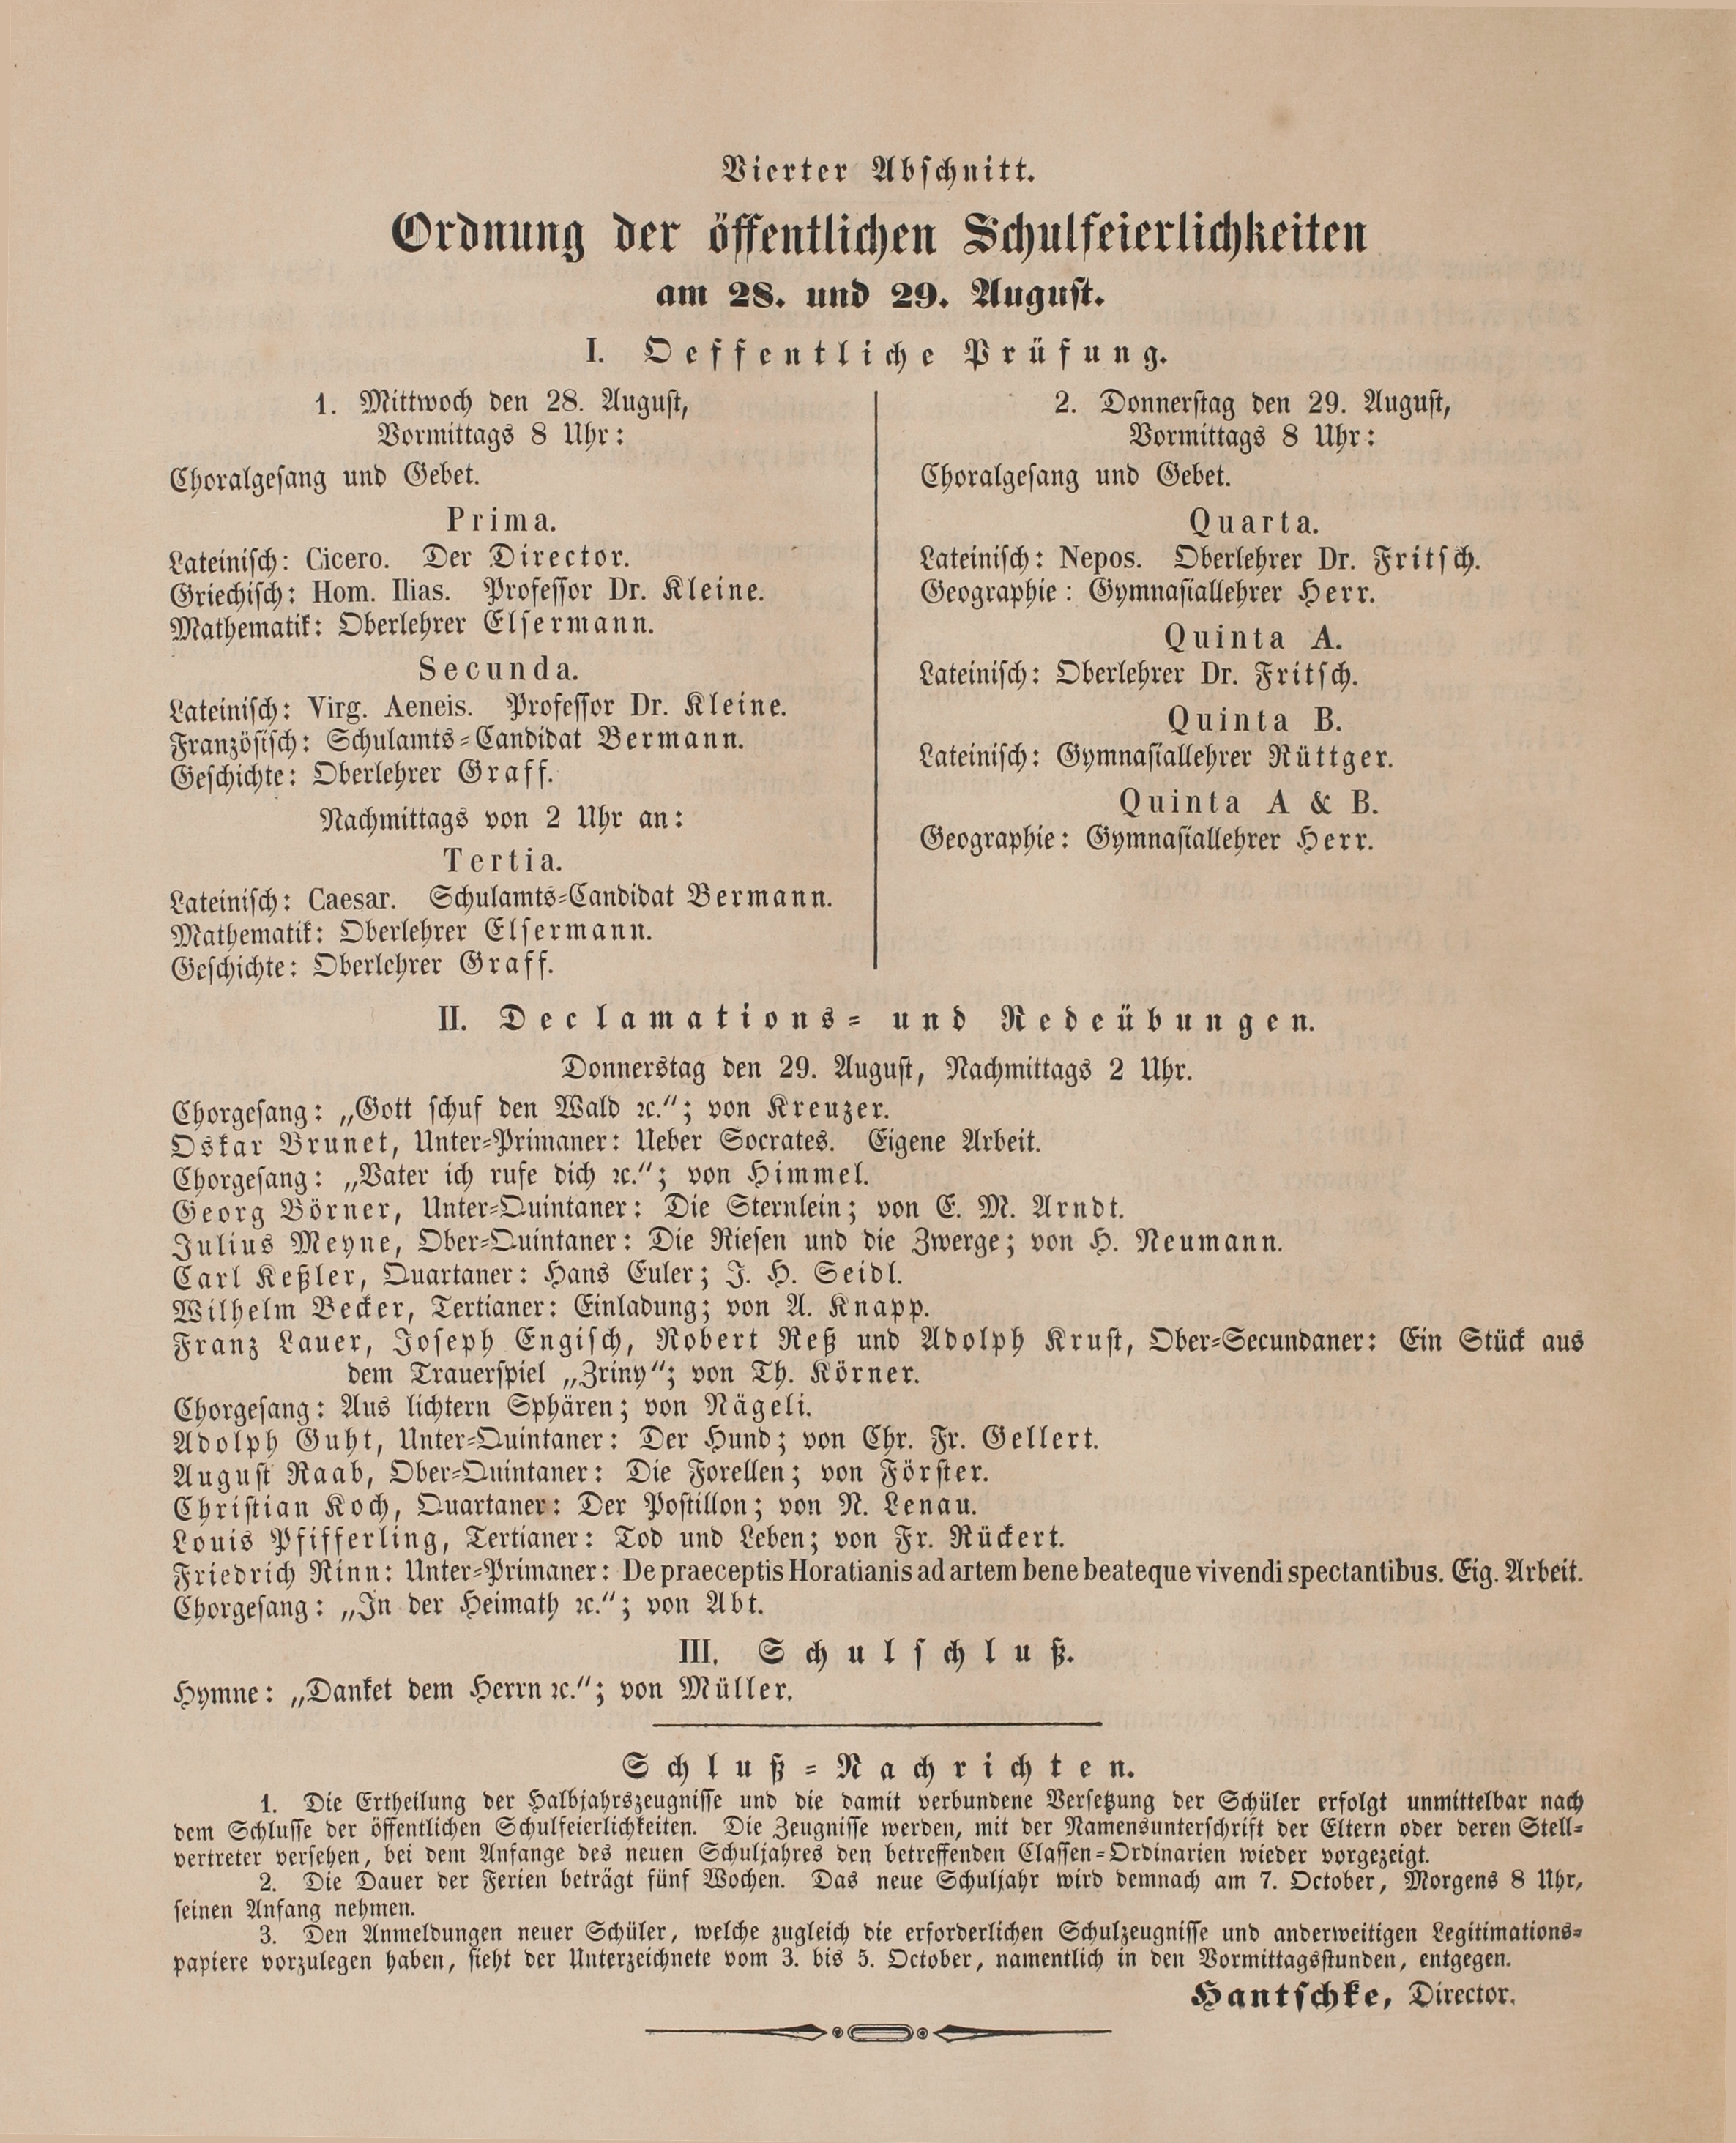 Vierter Abschnitt.
Ordnung der öffentlichen Schulfeierlichkeiten
am 28. und 29. August.
I. Oeffentliche Prüfung.
1. Mittwoch den 28. August,
Vormittags 8 Uhr:
Choralgesang und Gebet.
Prima.
Lateinisch: Cicero. Der Director.
Griechisch: Hom. Ilias. Professor Dr. Kleine.
Mathematik: Oberlehrer Elsermann.
Secunda.
Lateinisch: Virg. Aeneis. Professor Dr. Kleine.
Französisch: Schulamts-Candidat Bermann.
Geschichte: Oberlehrer Graff.
Nachmittags von 2 Uhr an:
Tertia.
Lateinisch: Caesar. Schulamts-Candidat Bermann.
Mathematik: Oberlehrer Elsermann.
Geschichte: Oberlehrer Graff.
2. Donnerstag den 29. August,
Vormittags 8 Uhr:
Choralgesang und Gebet.
Quarta.
Lateinisch: Nepos. Oberlehrer Dr. Fritsch.
Geographie: Gymnasiallehrer Herr.
Quinta A.
Lateinisch: Oberlehrer Dr. Fritsch.
Quinta B.
Lateinisch: Gymnasiallehrer Rüttger.
Quinta A & B.
Geographie: Gymnasiallehrer Herr.
II. Declamations- und Redeübungen.
Donnerstag den 29. August, Nachmittags 2 Uhr.
Chorgesang: „Gott schuf den Wald ꝛc.“; von Kreuzer.
Oskar Brunet, Unter-Primaner: Ueber Socrates. Eigene Arbeit.
Chorgesang: „Vater ich rufe dich ꝛc.“; von Himmel.
Georg Börner, Unter-Quintaner: Die Sternlein; von E. M. Arndt.
Julius Meyne, Ober-Quintaner: Die Riesen und die Zwerge; von H. Neumann.
Carl Keßler, Quartaner: Hans Euler; J. H. Seidl.
Wilhelm Becker, Tertianer: Einladung; von A. Knapp.
Franz Lauer, Joseph Engisch, Robert Reß und Adolph Krust, Ober-Secundaner: Ein Stück aus
dem Trauerspiel „Zriny“; von Th. Körner.
Chorgesang: Aus lichtern Sphären; von Nägeli.
Adolph Guht, Unter-Quintaner: Der Hund; von Chr. Fr. Gellert.
August Raab, Ober-Quintaner: Die Forellen; von Förster.
Christian Koch, Quartaner: Der Postillon; von N. Lenau.
Louis Pfifferling, Tertianer: Tod und Leben; von Fr. Rückert.
Friedrich Rinn: Unter-Primaner: De praeceptis Horatianis ad artem bene beateque vivendi spectantibus. Eig. Arbeit.
Chorgesang: „In der Heimath ꝛc.“; von Abt.
III. Schulschluß.
Hymne: „Danket dem Herrn ꝛc.“; von Müller.
Schluß-Nachrichten.
1. Die Ertheilung der Halbjahrszeugnisse und die damit verbundene Versetzung der Schüler erfolgt unmittelbar nach
dem Schlusse der öffentlichen Schulfeierlichkeiten. Die Zeugnisse werden, mit der Namensunterschrift der Eltern oder deren Stell-
vertreter versehen, bei dem Anfange des neuen Schuljahres den betreffenden Classen-Ordinarien wieder vorgezeigt.
2. Die Dauer der Ferien beträgt fünf Wochen. Das neue Schuljahr wird demnach am 7. October, Morgens 8 Uhr,
seinen Anfang nehmen.
3. Den Anmeldungen neuer Schüler, welche zugleich die erforderlichen Schulzeugnisse und anderweitigen Legitimations-
papiere vorzulegen haben, sieht der Unterzeichnete vom 3. bis 5. October, namentlich in den Vormittagsstunden, entgegen.
Hantschke, Director.